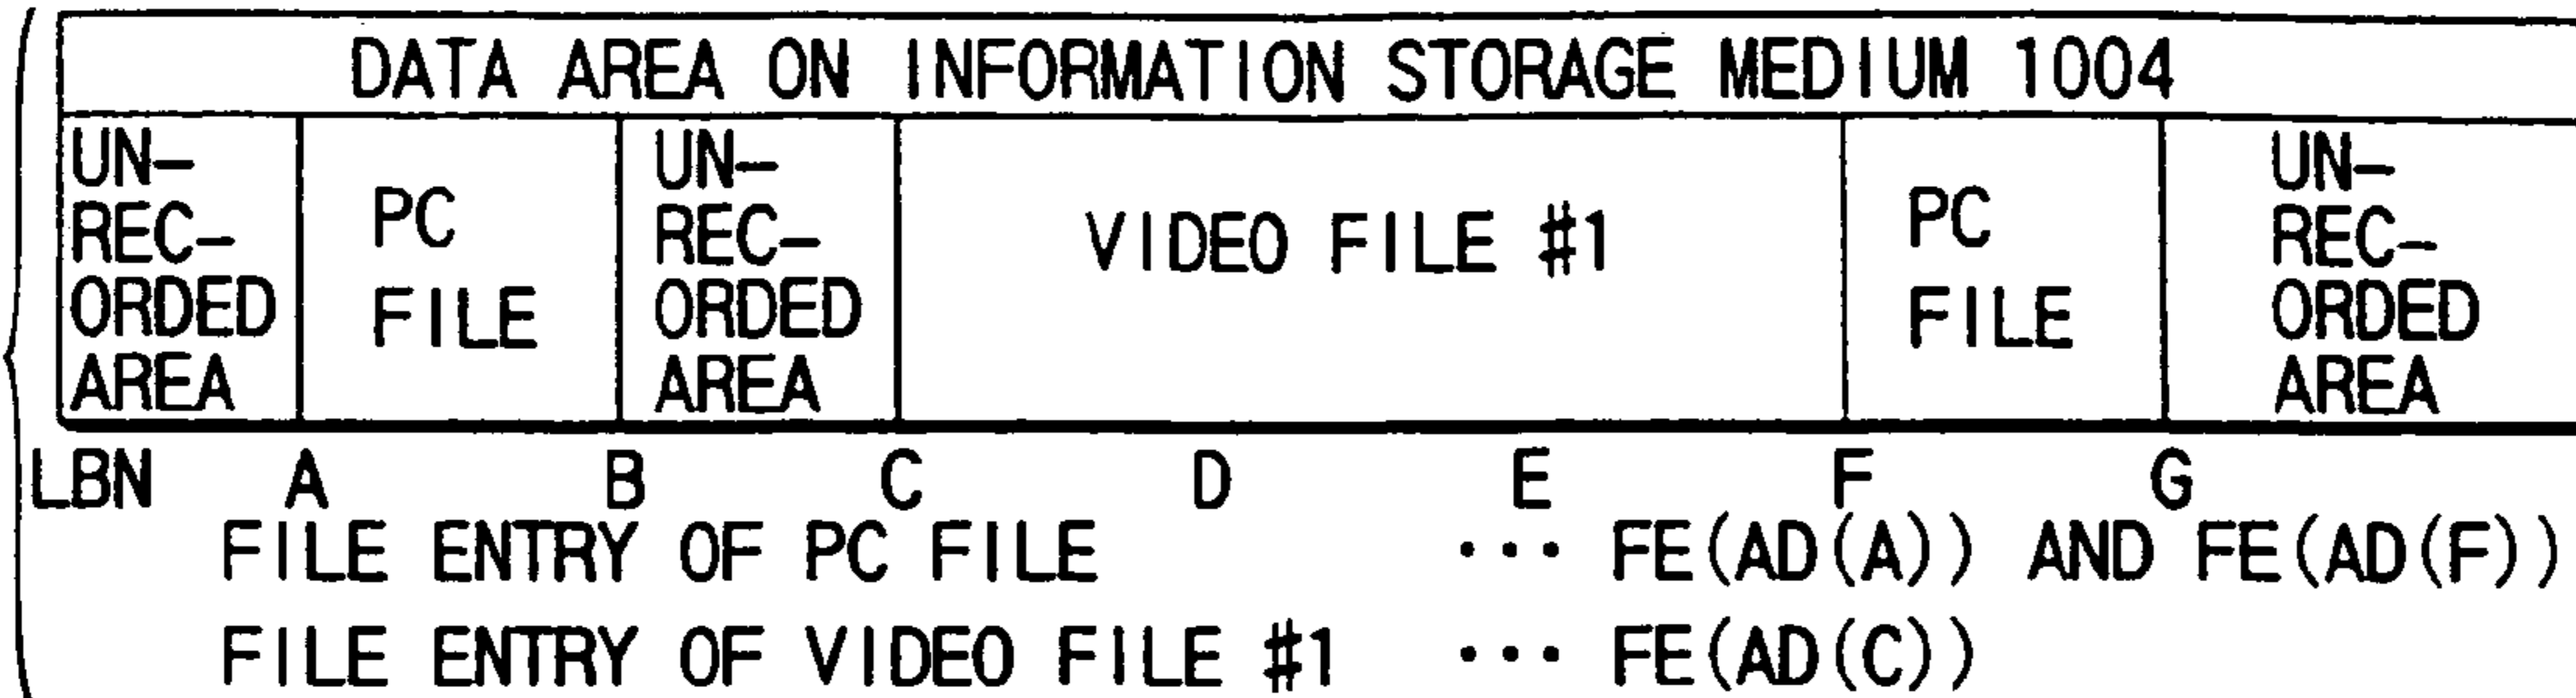 DATA AREA ON INFORMATION STORAGE MEDIUM 1004
UN-
REC-
ORDED
AREA
PC
FILE
UN-
REC-
ORDED
AREA
VIDEO FILE #1
PC
FILE
UN-
REC-
ORDED
AREA
LBN A B C D E F G
FILE ENTRY OF PC FILE ... FE(AD(A)) AND FE(AD(F))
FILE ENTRY OF VIDEO FILE #1 ... FE(AD(C))